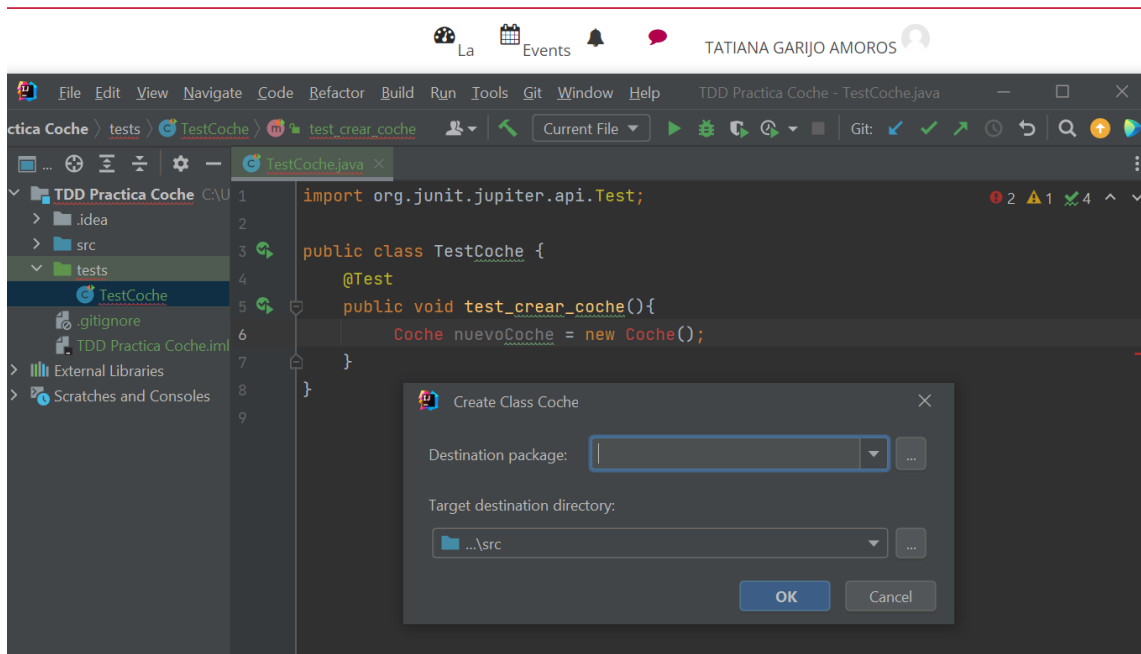 La Events TATIANA GARIJO AMOROS
File Edit View Navigate Code Refactor Build Run Tools Git Window Help TDD Practica Coche - TestCoche.java
ctica Coche tests TestCoche test_crear_coche Current File Git:
... TestCoche.java
TDD Practica Coche C:\U 1 import org.junit.jupiter.api.Test; 2 1 4
.idea 2
src 3 public class TestCoche {
tests 4 @Test
TestCoche 5 public void test_crear_coche(){
.gitignore 6 Coche nuevoCoche = new Coche();
TDD Practica Coche.iml 7 }
External Libraries
Scratches and Consoles 8 }
9
Create Class Coche
Destination package: ...
Target destination directory:
...\src ...
OK Cancel